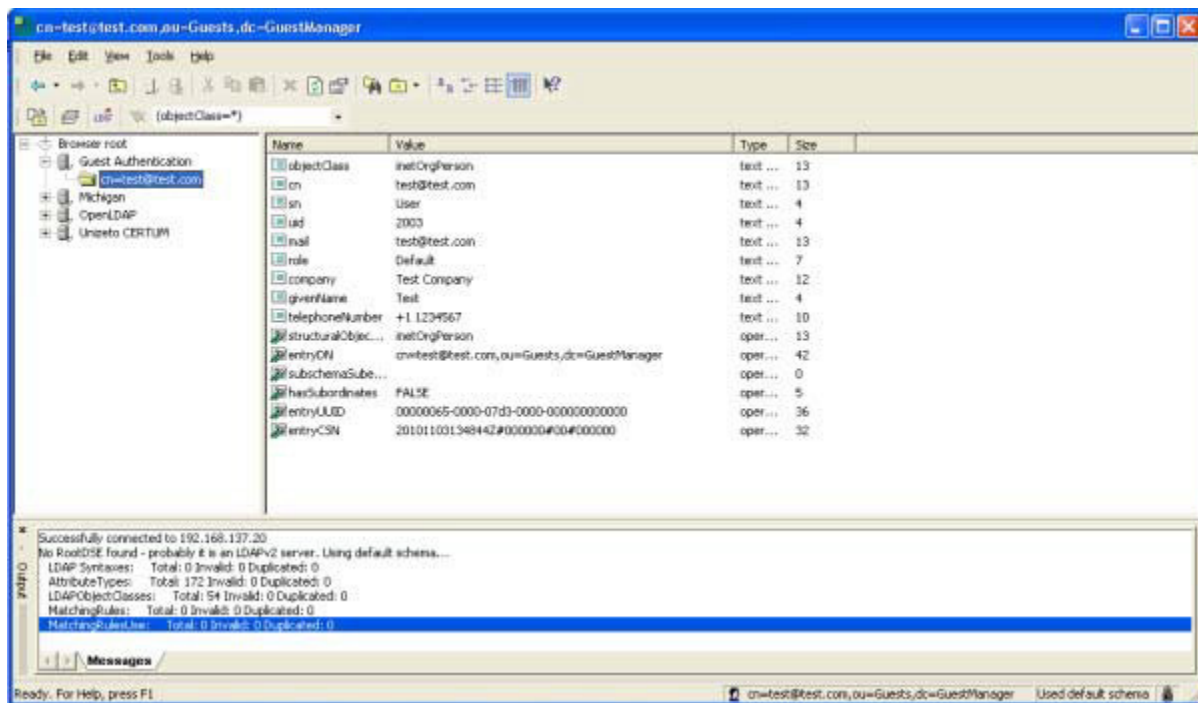 cn=test@test.com,ou=Guests,dc=GuestManager
File Edit View Tools Help
(objectClass=*)
Browser root
Guest Authentication
cn=test@test.com
Michigan
OpenLDAP
Unizeto CERTUM
Name Value Type Size
objectClass inetOrgPerson text ... 13
cn test@test.com text ... 13
sn User text ... 4
uid 2003 text ... 4
mail test@test.com text ... 13
role Default text ... 7
company Test Company text ... 12
givenName Test text ... 4
telephoneNumber +1 1234567 text ... 10
structuralObjec... inetOrgPerson oper... 13
entryDN cn=test@test.com,ou=Guests,dc=GuestManager oper... 42
subschemaSube... oper... 0
hasSubordinates FALSE oper... 5
entryUUID 00000065-0000-07d3-0000-000000000000 oper... 36
entryCSN 20101103134844Z#000000#00#000000 oper... 32
Output
Successfully connected to 192.168.137.20
No RootDSE found - probably it is an LDAPv2 server. Using default schema....
LDAP Syntaxes: Total: 0 Invalid: 0 Duplicated: 0
AttributeTypes: Total: 172 Invalid: 0 Duplicated: 0
LDAPObjectClasses: Total: 54 Invalid: 0 Duplicated: 0
MatchingRules: Total: 0 Invalid: 0 Duplicated: 0
MatchingRulesUse: Total: 0 Invalid: 0 Duplicated: 0
Messages
Ready. For Help, press F1 cn=test@test.com,ou=Guests,dc=GuestManager Used default schema